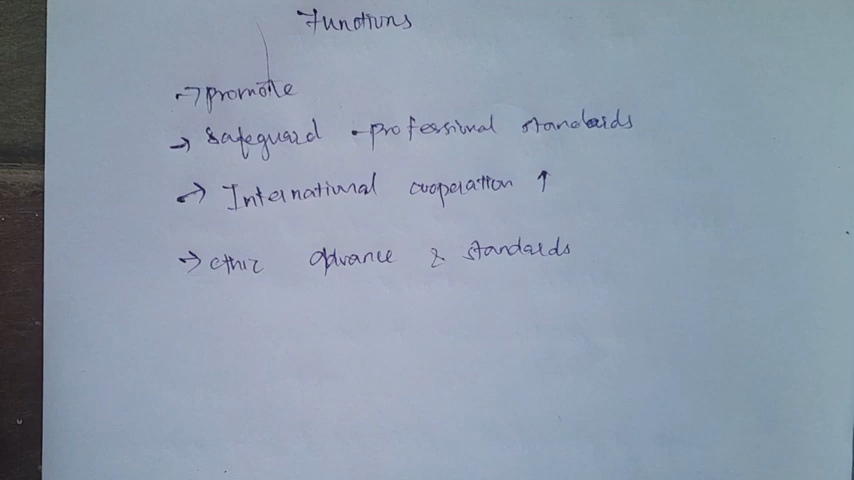 Functions
→ promote
→ Safeguard - professional standards
→ International cooperation ↑
→ ethic advance & standards